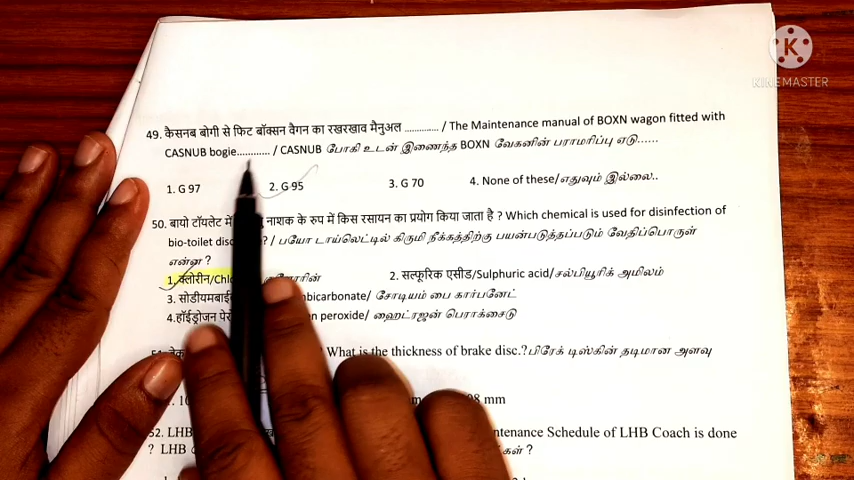 KINEMASTER
49. कैसनब बोगी से फिट बॉक्सन वैगन का रखरखाव मैनुअल .............. / The Maintenance manual of BOXN wagon fitted with
CASNUB bogie............ / CASNUB போகி உடன் இணைந்த BOXN வேகனின் பராமரிப்பு ஏடு......
1. G 97 2. G 95 3. G 70 4. None of these/எதுவும் இல்லை..
50. बायो टॉयलेट में नाशक के रुप में किस रसायन का प्रयोग किया जाता है ? Which chemical is used for disinfection of
bio-toilet ? / பயோ டாய்லெட்டில் கிருமி நீக்கத்திற்கு பயன்படுத்தப்படும் வேதிப்பொருள்
என்ன ?
1. क्लोरीन/ 2. सल्फूरिक एसीड/Sulphuric acid/சல்பியூரிக் அமிலம்
3. bicarbonate/ சோடியம் பை கார்பனேட்
4. peroxide/ ஹைட்ரஜன் பெராக்சைடு
What is the thickness of brake disc.?பிரேக் டிஸ்கின் தடிமான அளவு
mm
52. LHB Schedule of LHB Coach is done
? LHB ?